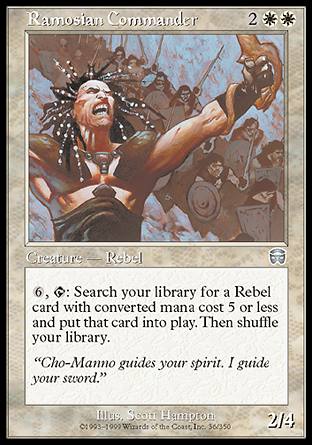 Ramosian Commander 2
Creature — Rebel
6, : Search your library for a Rebel
card with converted mana cost 5 or less
and put that card into play. Then shuffle
your library.
“Cho-Manno guides your spirit. I guide
your sword.”
2/4
Illus. Scott Hampton
©1993–1999 Wizards of the Coast, Inc. 36/350